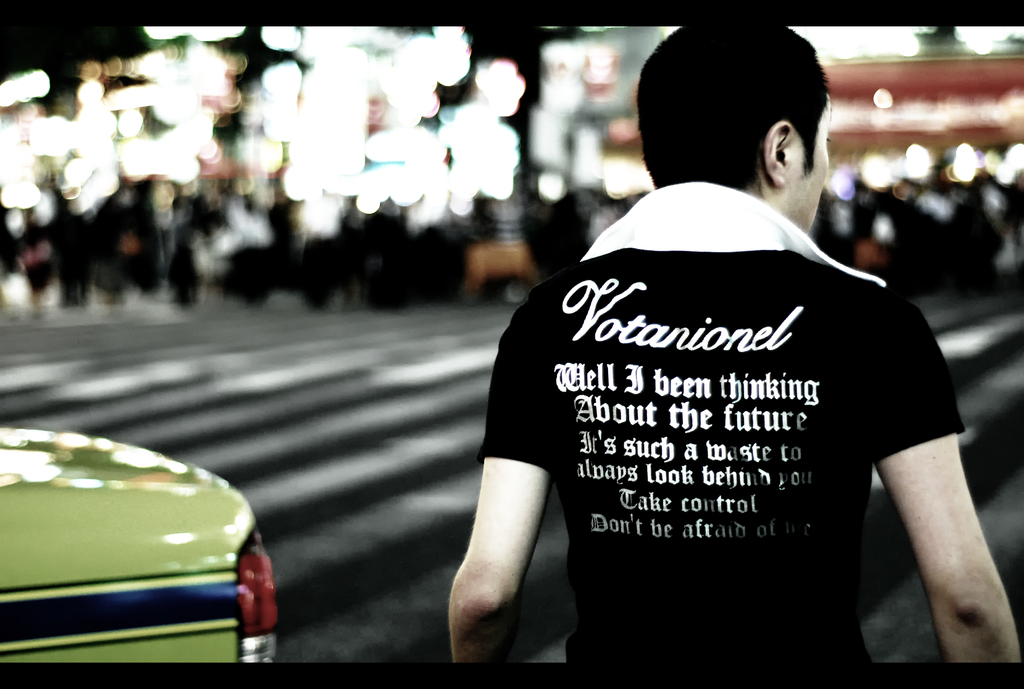 Votanionel
Well I been thinking
About the future
It's such a waste to
always look behind you
Take control
Don't be afraid of me